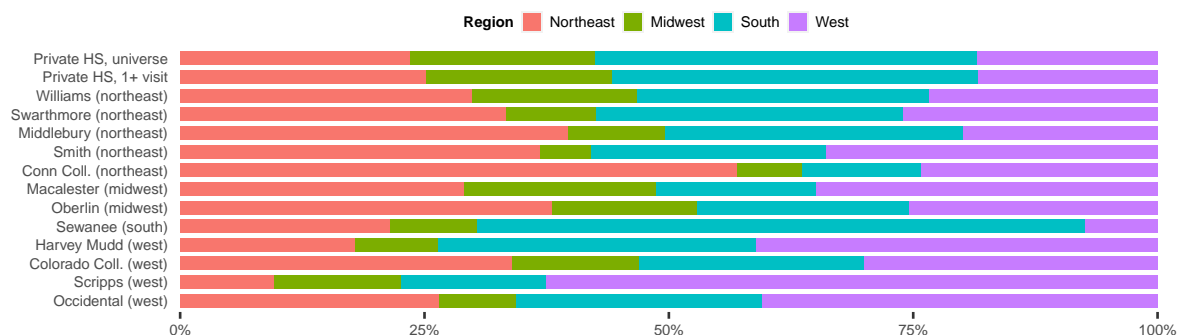 Region Northeast Midwest South West
Private HS, universe
Private HS, 1+ visit
Williams (northeast)
Swarthmore (northeast)
Middlebury (northeast)
Smith (northeast)
Conn Coll. (northeast)
Macalester (midwest)
Oberlin (midwest)
Sewanee (south)
Harvey Mudd (west)
Colorado Coll. (west)
Scripps (west)
Occidental (west)
0% 25% 50% 75% 100%